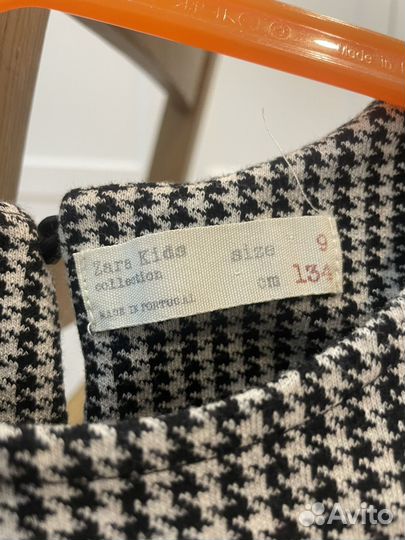 Made in
Zara Kids
collection
MADE IN PORTUGAL
size 9
cm 134
Avito